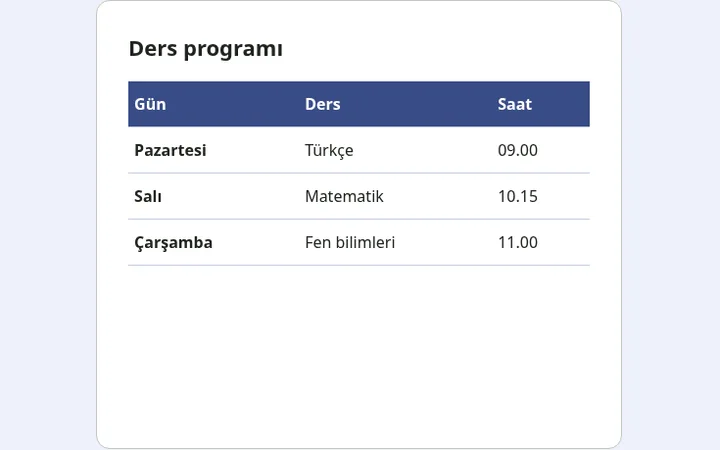 Ders programı
Gün Ders Saat
Pazartesi Türkçe 09.00
Salı Matematik 10.15
Çarşamba Fen bilimleri 11.00